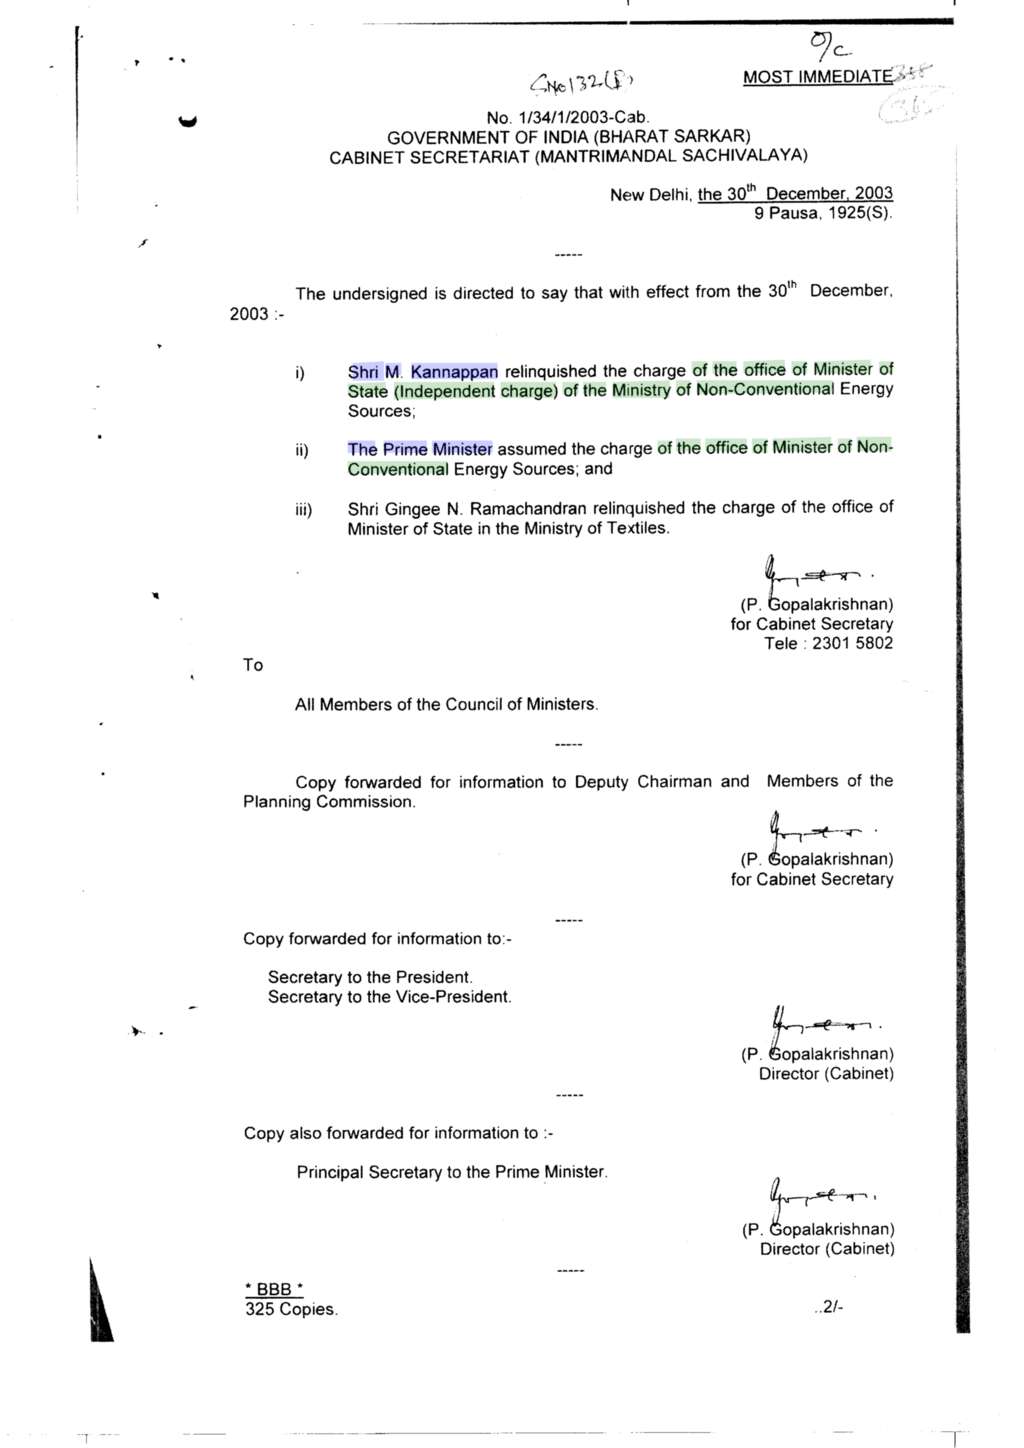 O/c
MOST IMMEDIATE
SNo 132(P)
No. 1/34/1/2003-Cab.
GOVERNMENT OF INDIA (BHARAT SARKAR)
CABINET SECRETARIAT (MANTRIMANDAL SACHIVALAYA)
New Delhi, the 30th December, 2003
9 Pausa, 1925(S).
-----
The undersigned is directed to say that with effect from the 30th December,
2003 :-
i) Shri M. Kannappan relinquished the charge of the office of Minister of
State (Independent charge) of the Ministry of Non-Conventional Energy
Sources;
ii) The Prime Minister assumed the charge of the office of Minister of Non-
Conventional Energy Sources; and
iii) Shri Gingee N. Ramachandran relinquished the charge of the office of
Minister of State in the Ministry of Textiles.
(P. Gopalakrishnan)
for Cabinet Secretary
Tele : 2301 5802
To
All Members of the Council of Ministers.
-----
Copy forwarded for information to Deputy Chairman and Members of the
Planning Commission.
(P. Gopalakrishnan)
for Cabinet Secretary
-----
Copy forwarded for information to:-
Secretary to the President.
Secretary to the Vice-President.
(P. Gopalakrishnan)
Director (Cabinet)
-----
Copy also forwarded for information to :-
Principal Secretary to the Prime Minister.
(P. Gopalakrishnan)
Director (Cabinet)
-----
* BBB *
325 Copies.
..2/-